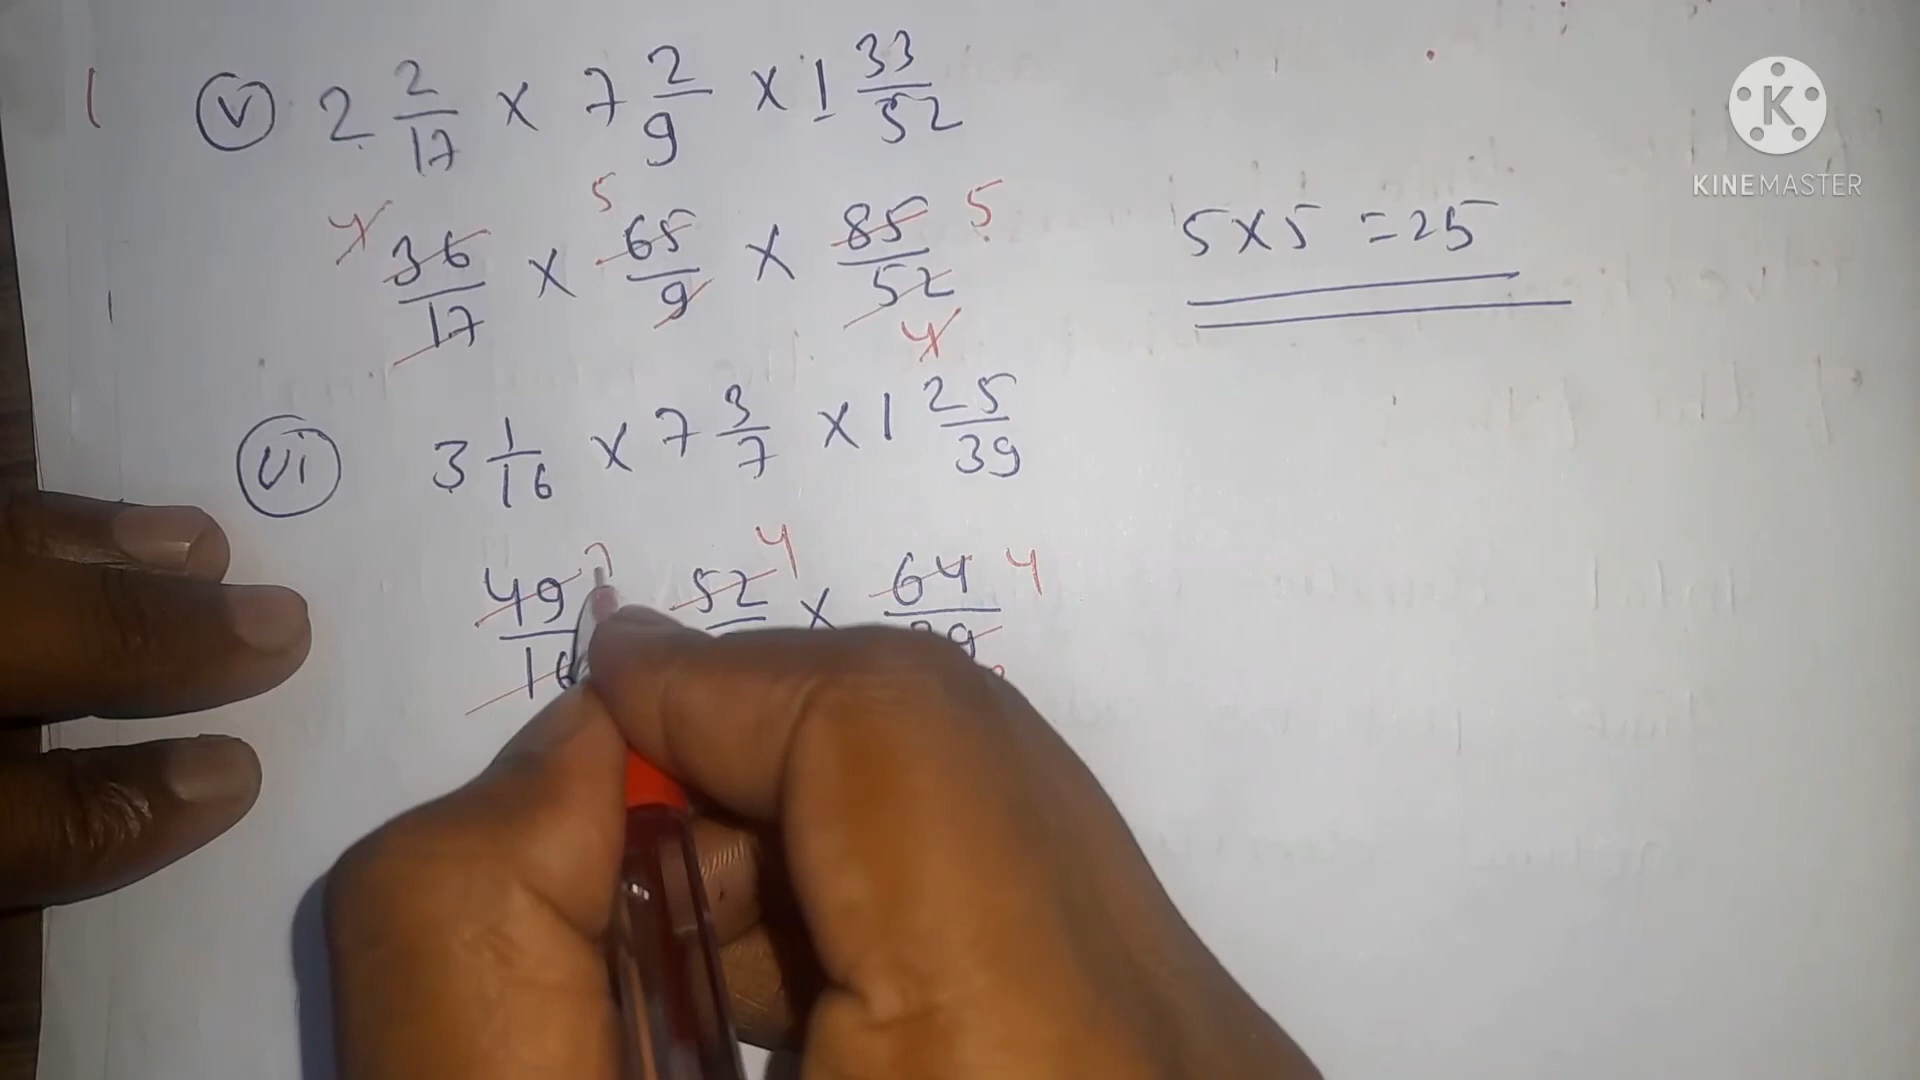 (v) 2 2/17 × 7 2/9 × 1 33/52
4 5 5
36/17 × 65/9 × 85/52
5×5 =25
4
(vi) 3 1/16 × 7 3/7 × 1 25/39
7 4 4
49/16 52 × 64/39
K
KINEMASTER